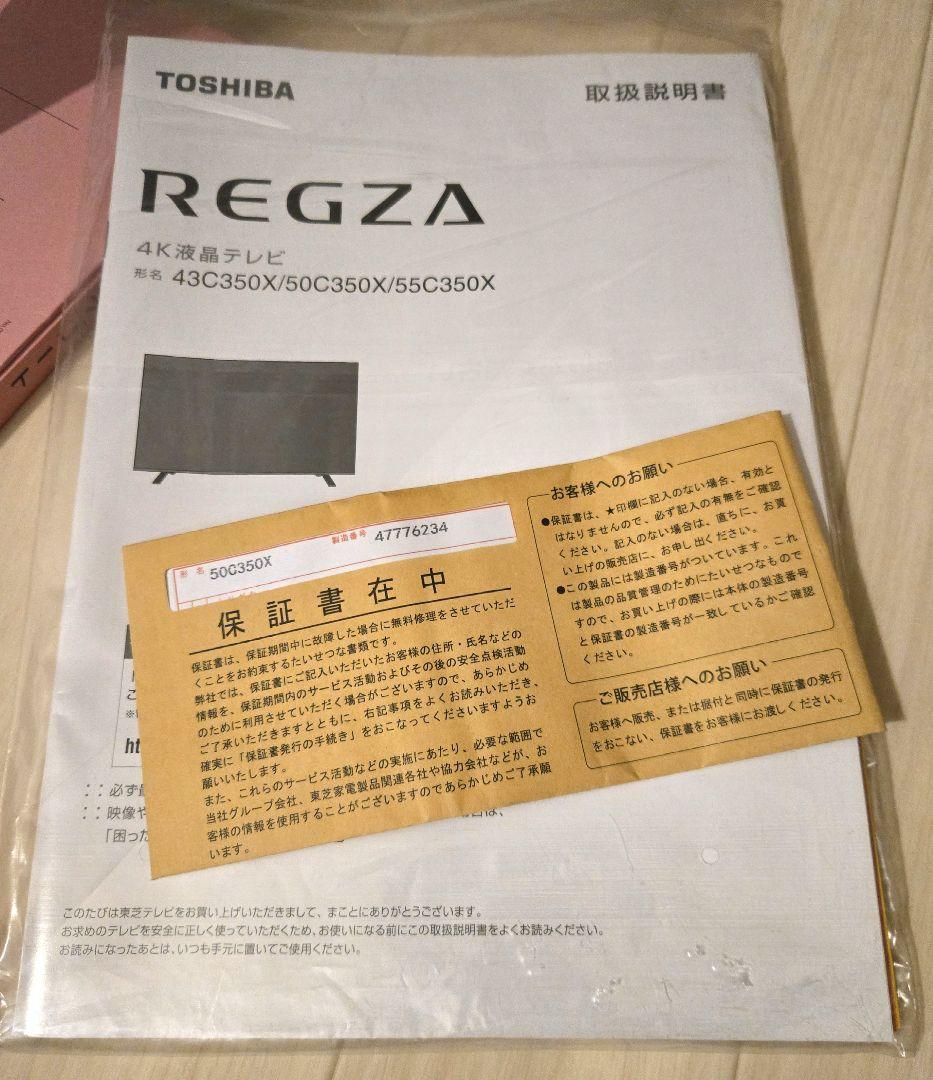 TOSHIBA
取扱説明書
REGZA
4K液晶テレビ
形名 43C350X/50C350X/55C350X
形名 50C350X
製造番号 47776234
保証書在中
保証書は、保証期間中に故障した場合に無料修理をさせていただ
くことをお約束するたいせつな書類です。
弊社では、保証書にご記入いただいたお客様の住所・氏名などの
情報を、保証期間内のサービス活動およびその後の安全点検活動
のために利用させていただく場合がございますので、あらかじめ
ご了承いただきますとともに、右記事項をよくお読みいただき、
確実に「保証書発行の手続き」をおこなってくださいますようお
願いいたします。
また、これらのサービス活動などの実施にあたり、必要な範囲で
当社グループ会社、東芝家電製品関連各社や協力会社などが、お
客様の情報を使用することがございますのであらかじめご了承願
います。
お客様へのお願い
●保証書は、★印欄に記入のない場合、有効と
はなりませんので、必ず記入の有無をご確認
ください。記入のない場合は、直ちに、お買
い上げの販売店に、お申し出ください。
●この製品には製造番号がついています。これ
は製品の品質管理のためにたいせつなもので
すので、お買い上げの際には本体の製造番号
と保証書の製造番号が一致しているかご確認
ください。
ご販売店様へのお願い
お客様へ販売、または据付と同時に保証書の発行
をおこない、保証書をお客様にお渡しください。
ht
：：必ず
：：映像や
「困った
このたびは東芝テレビをお買い上げいただきまして、まことにありがとうございます。
お求めのテレビを安全に正しく使っていただくため、お使いになる前にこの取扱説明書をよくお読みください。
お読みになったあとは、いつも手元に置いてご使用ください。